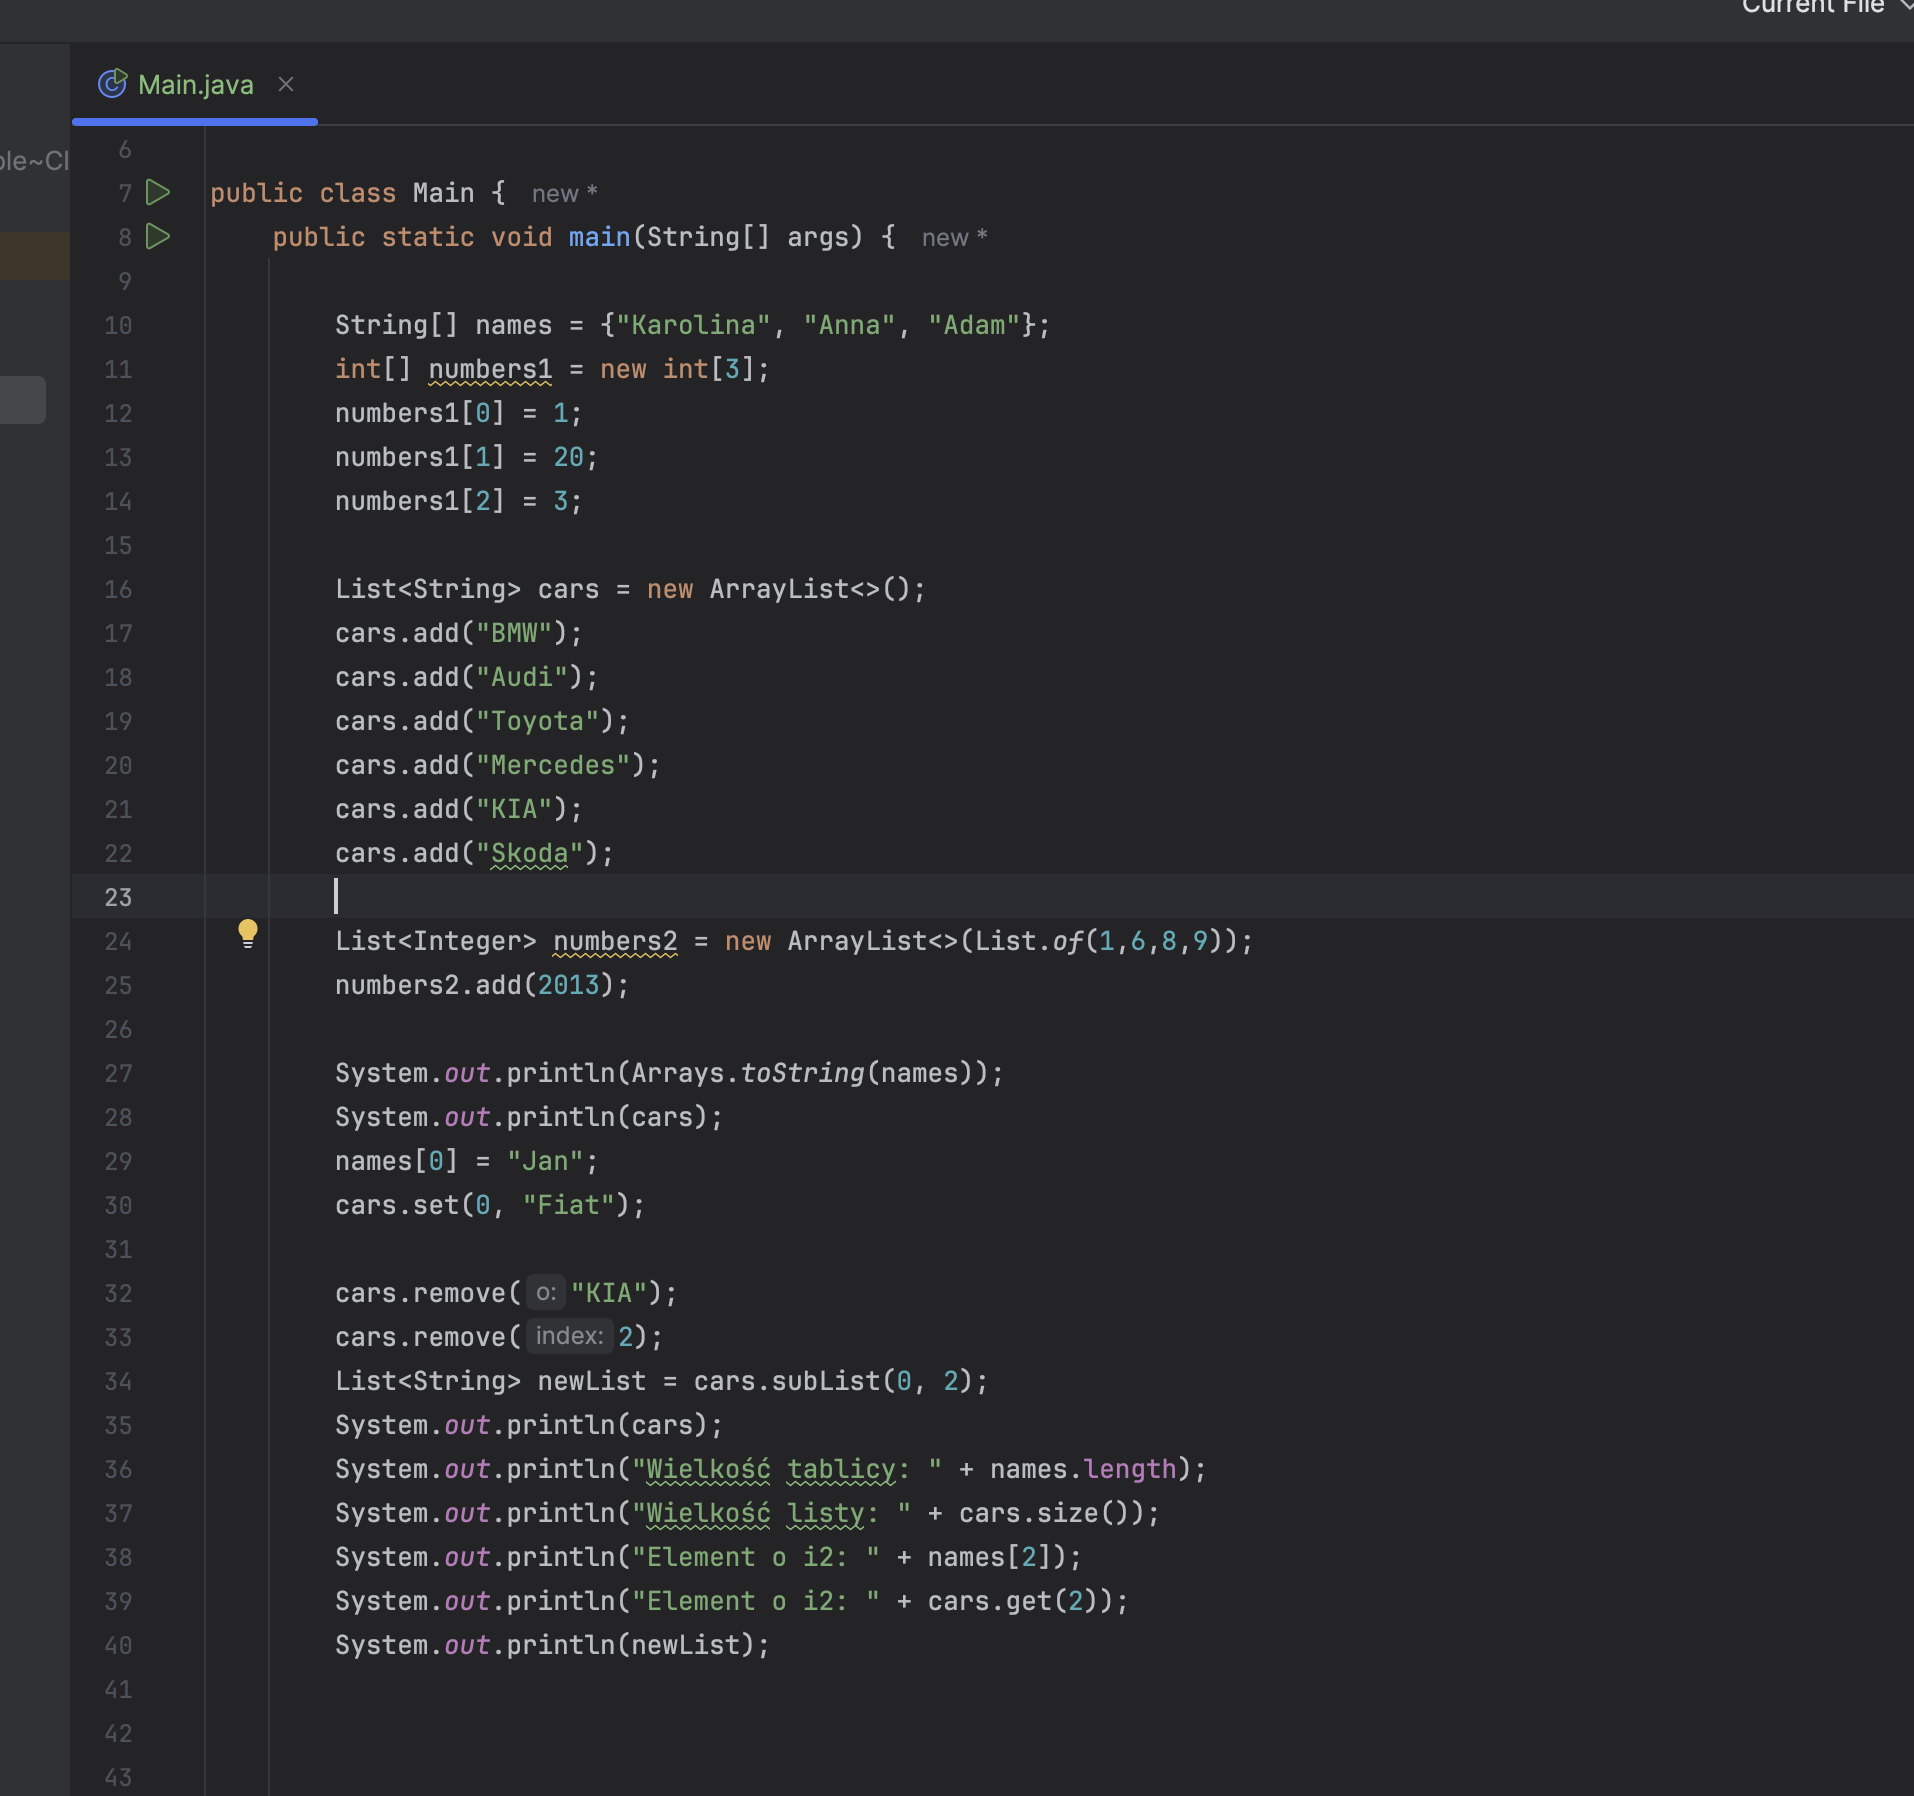 Current File
Main.java
ple~Cl
6
7 public class Main { new *
8 public static void main(String[] args) { new *
9
10 String[] names = {"Karolina", "Anna", "Adam"};
11 int[] numbers1 = new int[3];
12 numbers1[0] = 1;
13 numbers1[1] = 20;
14 numbers1[2] = 3;
15
16 List<String> cars = new ArrayList<>();
17 cars.add("BMW");
18 cars.add("Audi");
19 cars.add("Toyota");
20 cars.add("Mercedes");
21 cars.add("KIA");
22 cars.add("Skoda");
23
24 List<Integer> numbers2 = new ArrayList<>(List.of(1,6,8,9));
25 numbers2.add(2013);
26
27 System.out.println(Arrays.toString(names));
28 System.out.println(cars);
29 names[0] = "Jan";
30 cars.set(0, "Fiat");
31
32 cars.remove( o: "KIA");
33 cars.remove( index: 2);
34 List<String> newList = cars.subList(0, 2);
35 System.out.println(cars);
36 System.out.println("Wielkość tablicy: " + names.length);
37 System.out.println("Wielkość listy: " + cars.size());
38 System.out.println("Element o i2: " + names[2]);
39 System.out.println("Element o i2: " + cars.get(2));
40 System.out.println(newList);
41
42
43